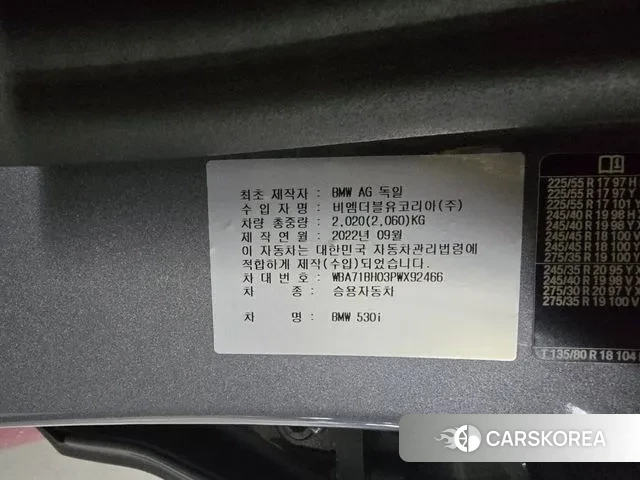 최초 제작자 : BMW AG 독일
수 입 자 명 : 비엠더블유코리아(주)
차량 총중량 : 2,020(2,060)KG
제 작 연 월 : 2022년 09월
이 자동차는 대한민국 자동차관리법령에
적합하게 제작(수입)되었습니다.
차 대 번 호 : WBA71BH03PWX92466
차 종 : 승용자동차
차 명 : BMW 530i
225/55 R 17 97 H
225/55 R 17 97 Y
225/55 R 17 101 Y
245/40 R 19 98 H
245/40 R 19 98 Y X
245/45 R 18 100
245/45 R 18 100 Y
275/35 R 19 100 Y
245/35 R 20 95 Y X
245/40 R 19 98 Y X
275/30 R 20 97 Y X
275/35 R 19 100 Y
T 135/80 R 18 104
CARSKOREA